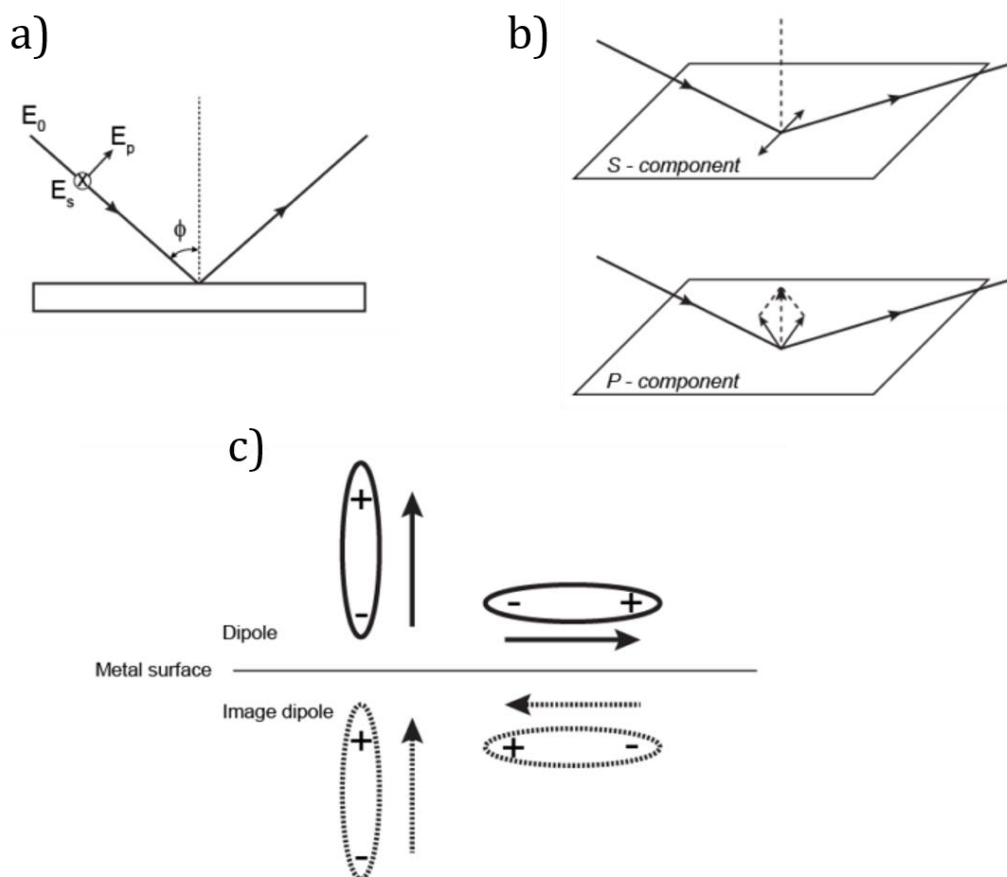 a)
E0
Ep
Es
ϕ
b)
S - component
P - component
c)
+
-
Dipole
- +
Metal surface
Image dipole
+
-
+ -